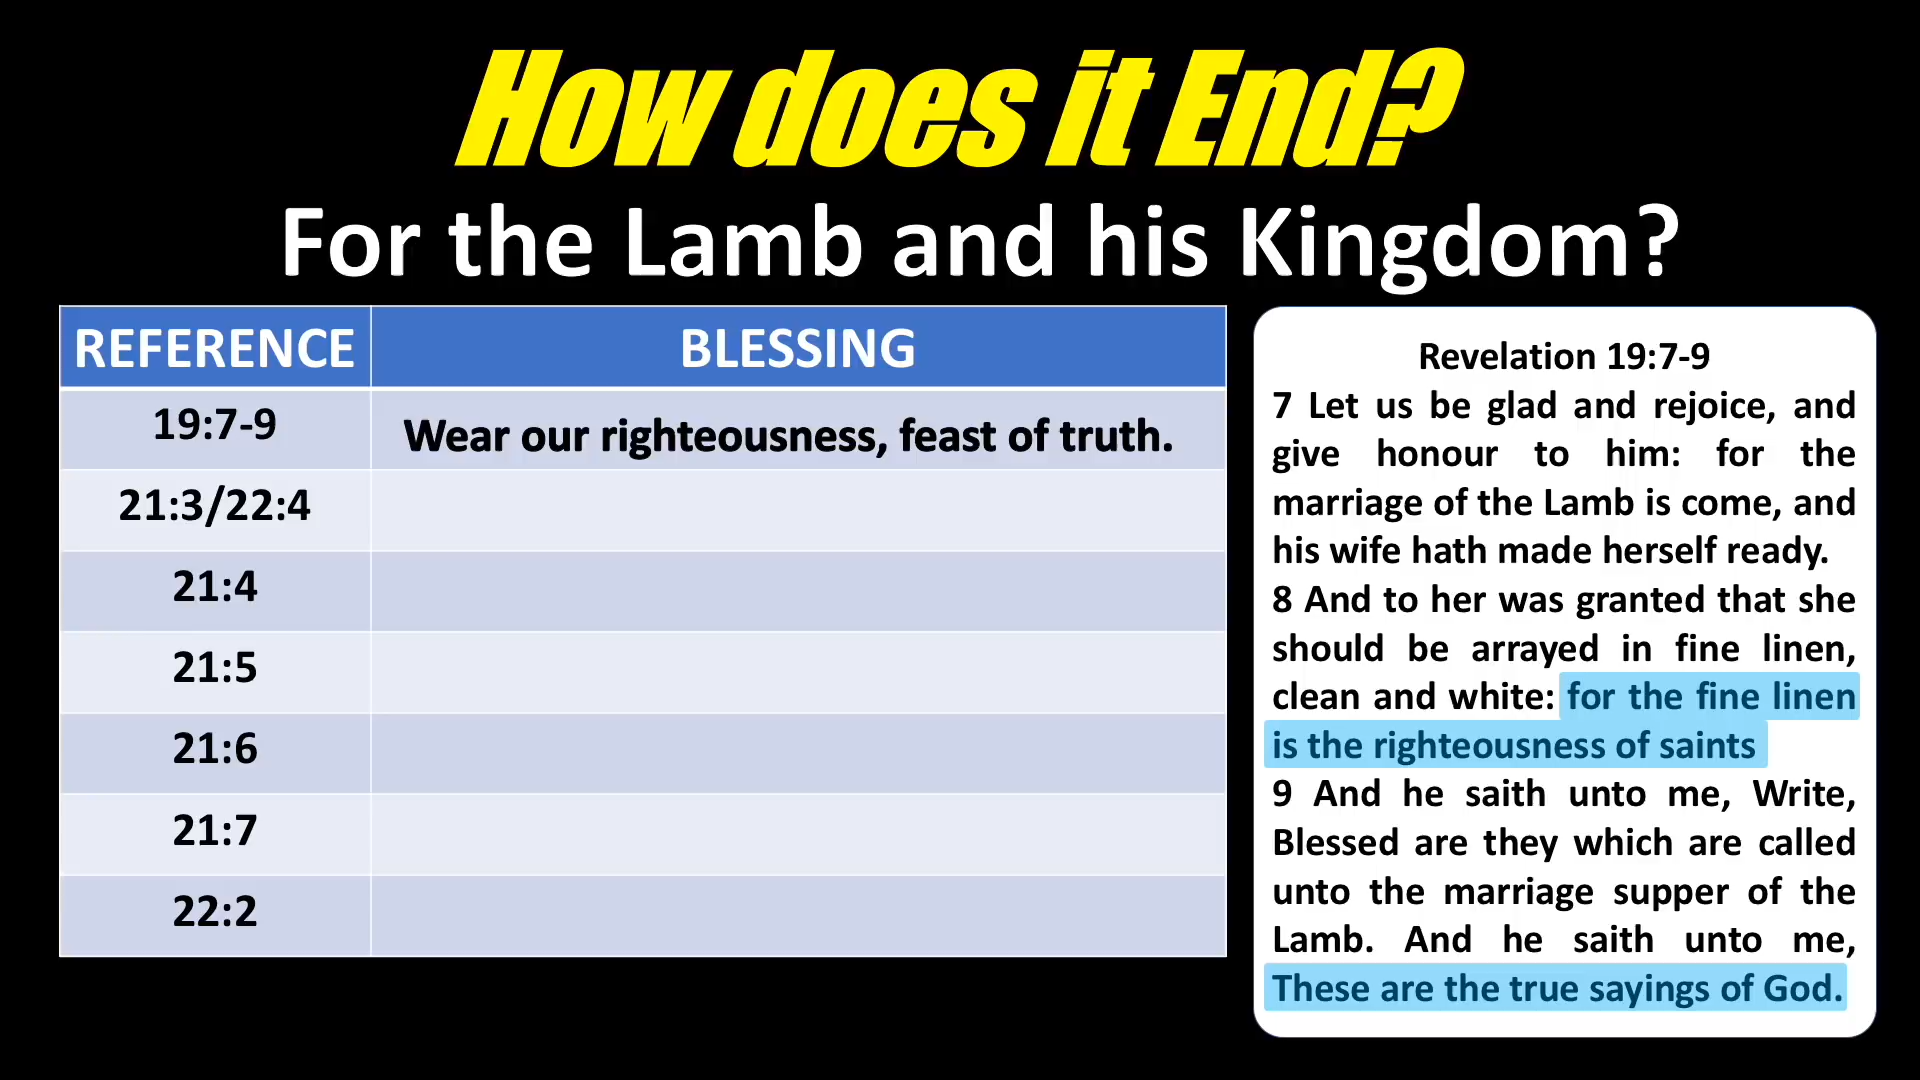 How does it End?
For the Lamb and his Kingdom?
REFERENCE BLESSING
19:7-9 Wear our righteousness, feast of truth.
21:3/22:4
21:4
21:5
21:6
21:7
22:2
Revelation 19:7-9
7 Let us be glad and rejoice, and
give honour to him: for the
marriage of the Lamb is come, and
his wife hath made herself ready.
8 And to her was granted that she
should be arrayed in fine linen,
clean and white: for the fine linen
is the righteousness of saints
9 And he saith unto me, Write,
Blessed are they which are called
unto the marriage supper of the
Lamb. And he saith unto me,
These are the true sayings of God.